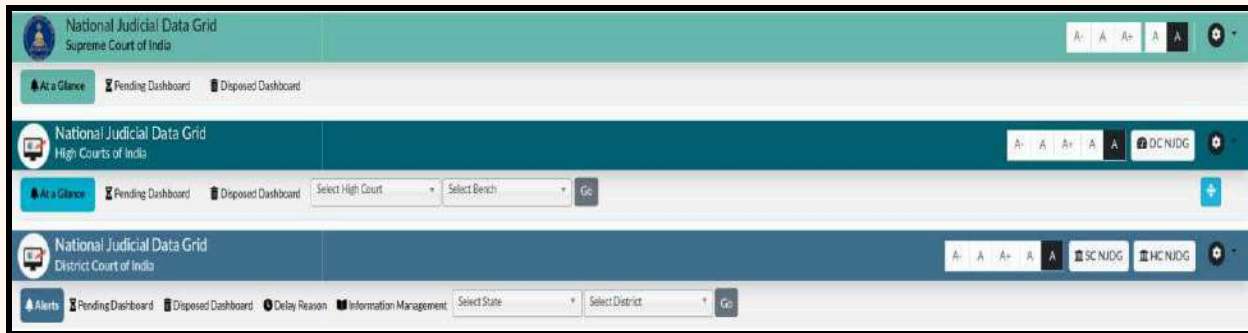 National Judicial Data Grid
Supreme Court of India
A- A A+ A A
At a Glance Pending Dashboard Disposed Dashboard
National Judicial Data Grid
High Courts of India
A- A A+ A A DC NJDG
At a Glance Pending Dashboard Disposed Dashboard Select High Court Select Bench Go
National Judicial Data Grid
District Court of India
A- A A+ A A SC NJDG HC NJDG
Alerts Pending Dashboard Disposed Dashboard Delay Reason Information Management Select State Select District Go